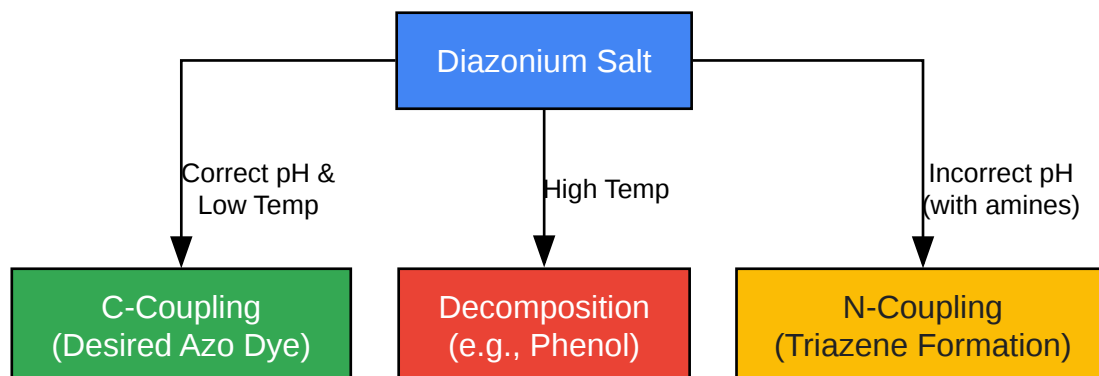 Diazonium Salt
Correct pH &
Low Temp
High Temp
Incorrect pH
(with amines)
C-Coupling
(Desired Azo Dye)
Decomposition
(e.g., Phenol)
N-Coupling
(Triazene Formation)